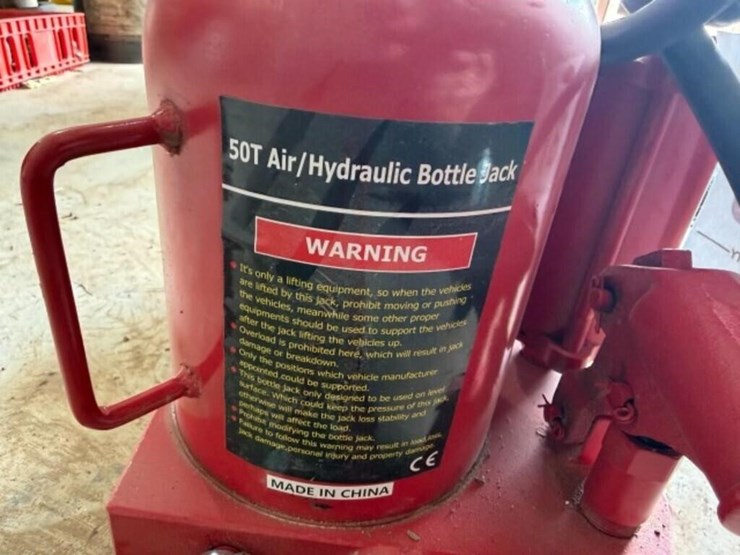 50T Air/Hydraulic Bottle Jack
WARNING
It's only a lifting equipment, so when the vehicles
are lifted by this jack, prohibit moving or pushing
the vehicles, meanwhile some other proper
equipments should be used to support the vehicles
after the jack lifting the vehicles up.
Overload is prohibited here, which will result in jack
damage or breakdown.
Only the positions which vehicle manufacturer
appointed could be supported.
This bottle jack only designed to be used on level
surface. Which could keep the pressure of this jack,
otherwise will make the jack loss stability and
perhaps will affect the load.
Prohibit modifying the bottle jack.
Failure to follow this warning may result in load loss,
jack damage,personal injury and property damage.
CE
MADE IN CHINA